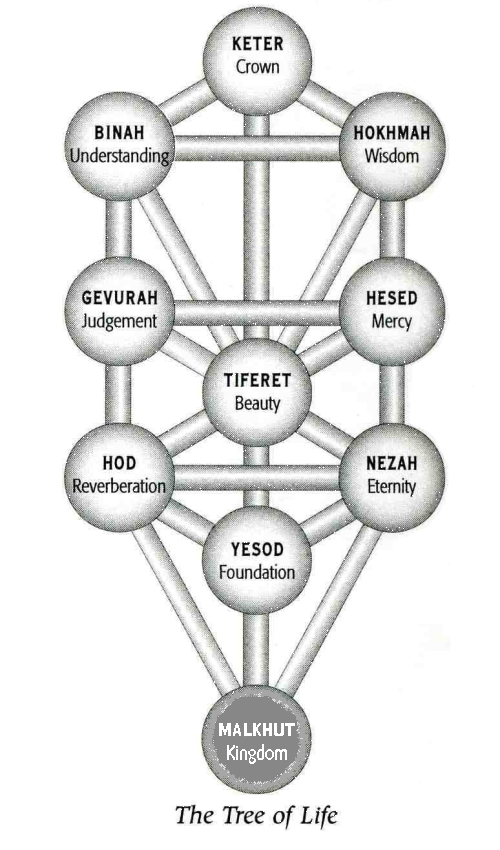 KETER
Crown
BINAH
Understanding
HOKHMAH
Wisdom
GEVURAH
Judgement
HESED
Mercy
TIFERET
Beauty
HOD
Reverberation
NEZAH
Eternity
YESOD
Foundation
MALKHUT
Kingdom
The Tree of Life